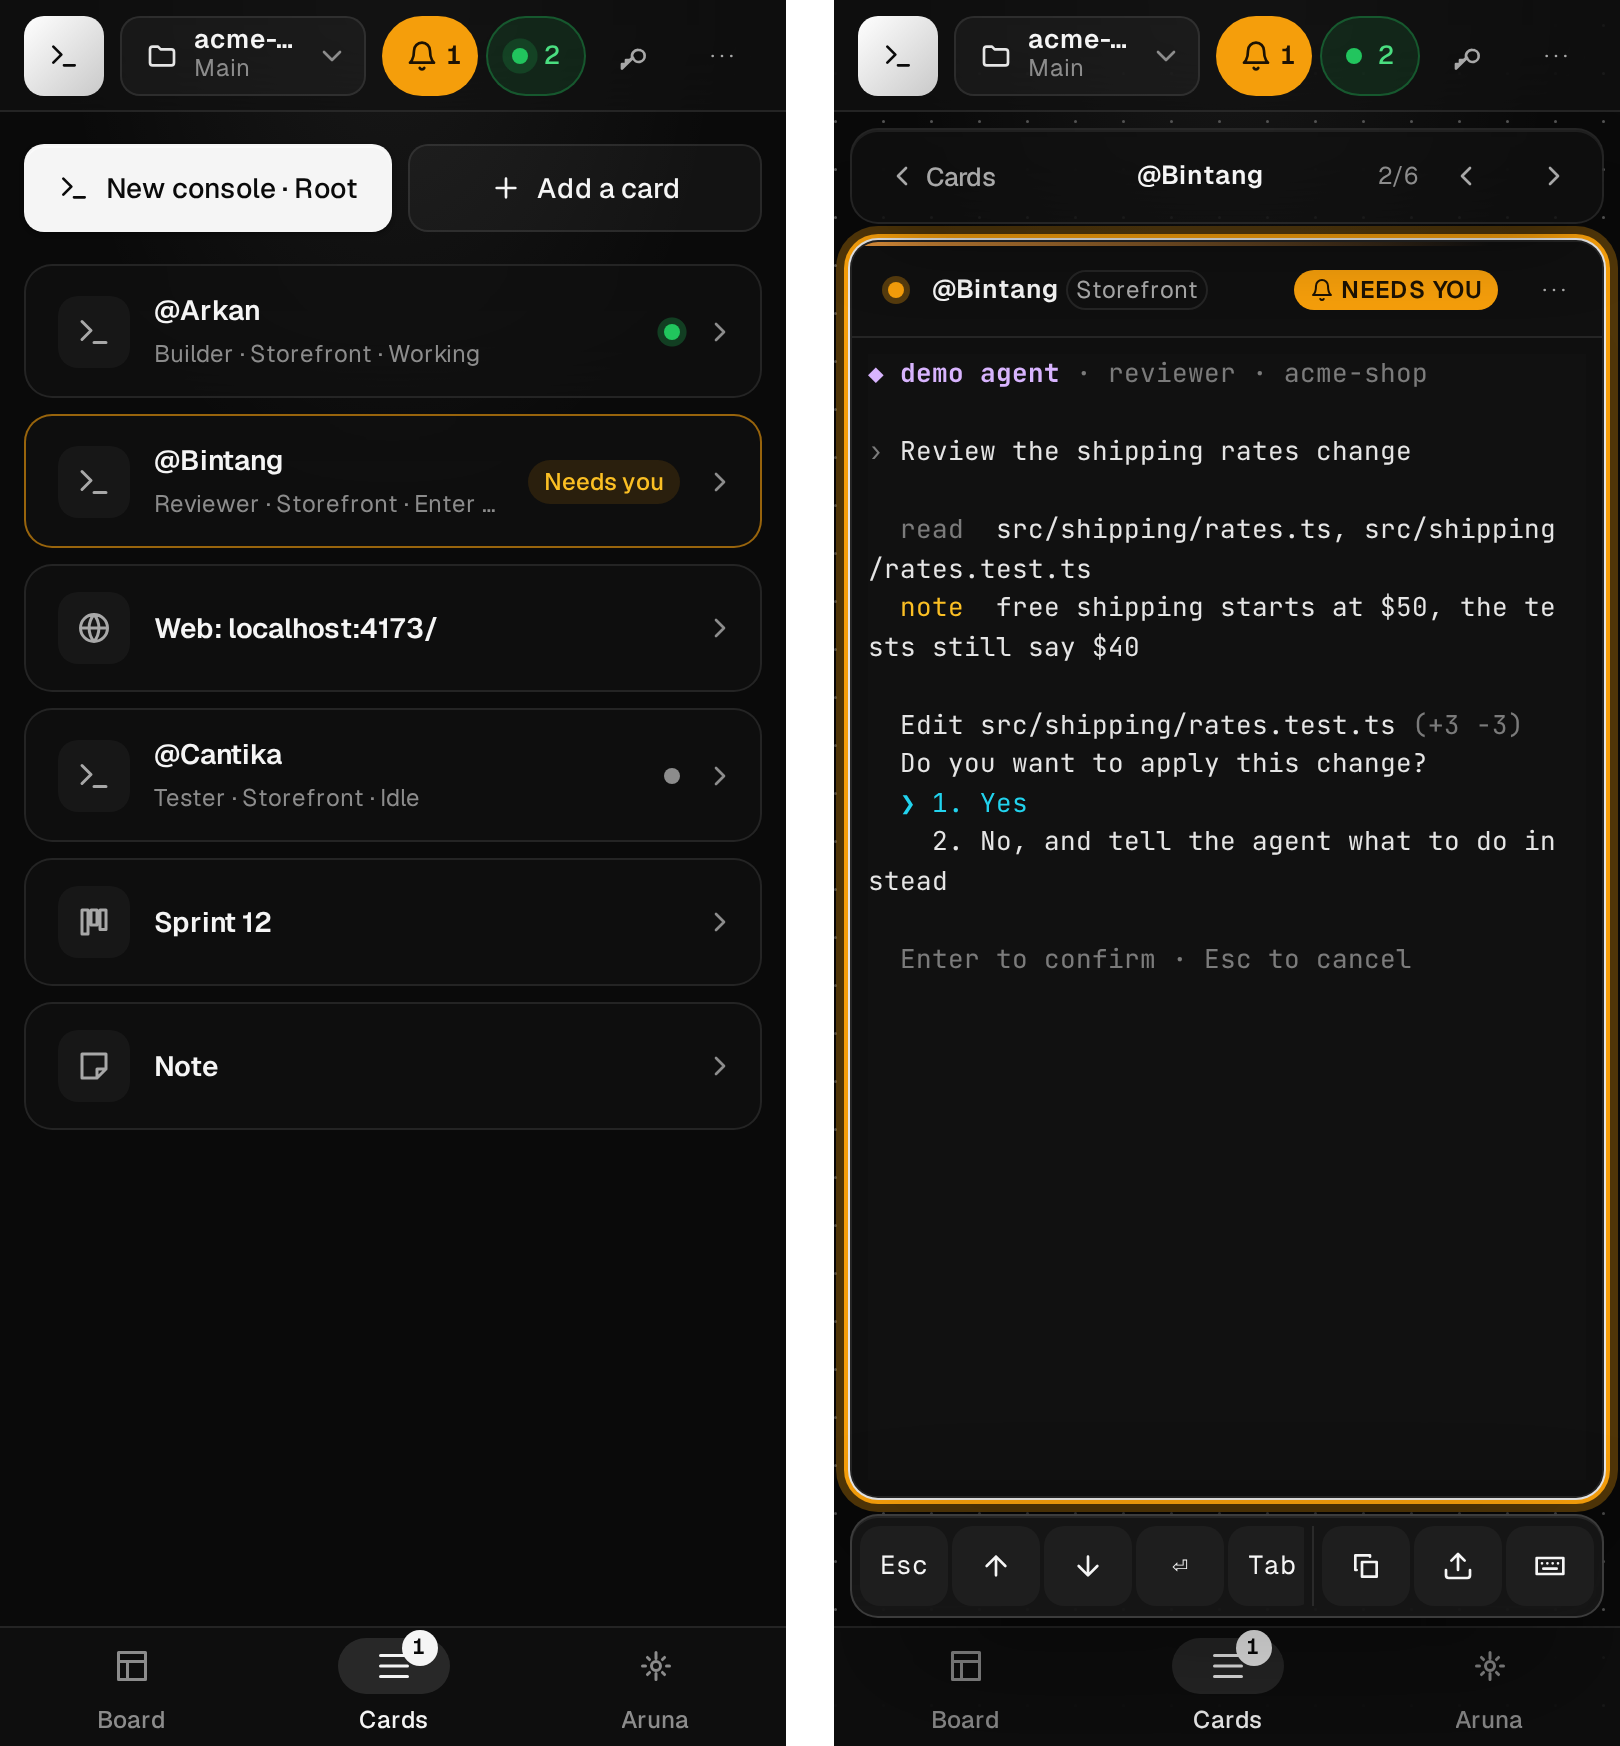 acme-...
Main
1
2
New console · Root
Add a card
@Arkan
Builder · Storefront · Working
@Bintang
Reviewer · Storefront · Enter ...
Needs you
Web: localhost:4173/
@Cantika
Tester · Storefront · Idle
Sprint 12
Note
1
Board
Cards
Aruna
acme-...
Main
1
2
Cards
@Bintang
2/6
@Bintang
Storefront
NEEDS YOU
◆ demo agent · reviewer · acme-shop
› Review the shipping rates change
read src/shipping/rates.ts, src/shipping
/rates.test.ts
note free shipping starts at $50, the te
sts still say $40
Edit src/shipping/rates.test.ts (+3 -3)
Do you want to apply this change?
❯ 1. Yes
2. No, and tell the agent what to do in
stead
Enter to confirm · Esc to cancel
Esc
Tab
1
Board
Cards
Aruna